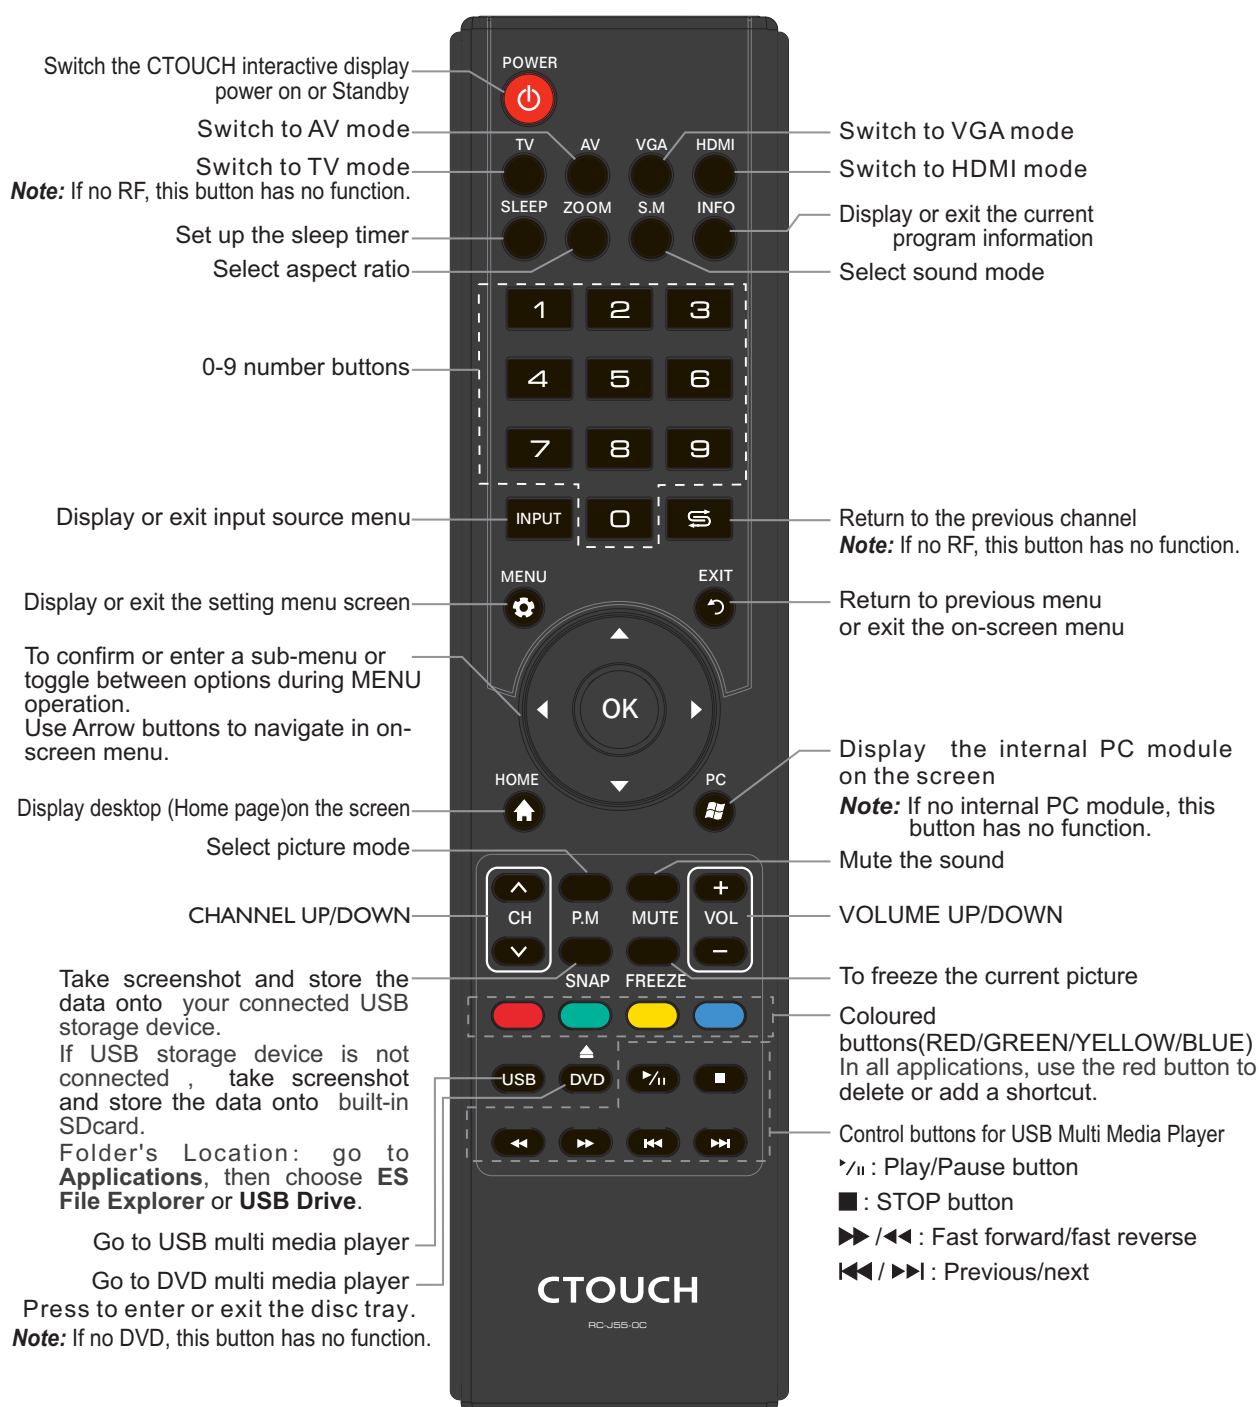 Switch the CTOUCH interactive display
power on or Standby
Switch to AV mode
Switch to TV mode
Note: If no RF, this button has no function.
Set up the sleep timer
Select aspect ratio
0-9 number buttons
Display or exit input source menu
Display or exit the setting menu screen
To confirm or enter a sub-menu or
toggle between options during MENU
operation.
Use Arrow buttons to navigate in on-
screen menu.
Display desktop (Home page)on the screen
Select picture mode
CHANNEL UP/DOWN
Take screenshot and store the
data onto your connected USB
storage device.
If USB storage device is not
connected , take screenshot
and store the data onto built-in
SDcard.
Folder's Location: go to
Applications, then choose ES
File Explorer or USB Drive.
Go to USB multi media player
Go to DVD multi media player
Press to enter or exit the disc tray.
Note: If no DVD, this button has no function.
POWER
TV AV VGA HDMI
SLEEP ZOOM S.M INFO
1 2 3
4 5 6
7 8 9
INPUT 0
MENU EXIT
OK
HOME PC
+
CH P.M MUTE VOL
−
SNAP FREEZE
USB DVD
CTOUCH
RC-J55-OC
Switch to VGA mode
Switch to HDMI mode
Display or exit the current
program information
Select sound mode
Return to the previous channel
Note: If no RF, this button has no function.
Return to previous menu
or exit the on-screen menu
Display the internal PC module
on the screen
Note: If no internal PC module, this
button has no function.
Mute the sound
VOLUME UP/DOWN
To freeze the current picture
Coloured
buttons(RED/GREEN/YELLOW/BLUE)
In all applications, use the red button to
delete or add a shortcut.
Control buttons for USB Multi Media Player
: Play/Pause button
: STOP button
/ : Fast forward/fast reverse
/ : Previous/next